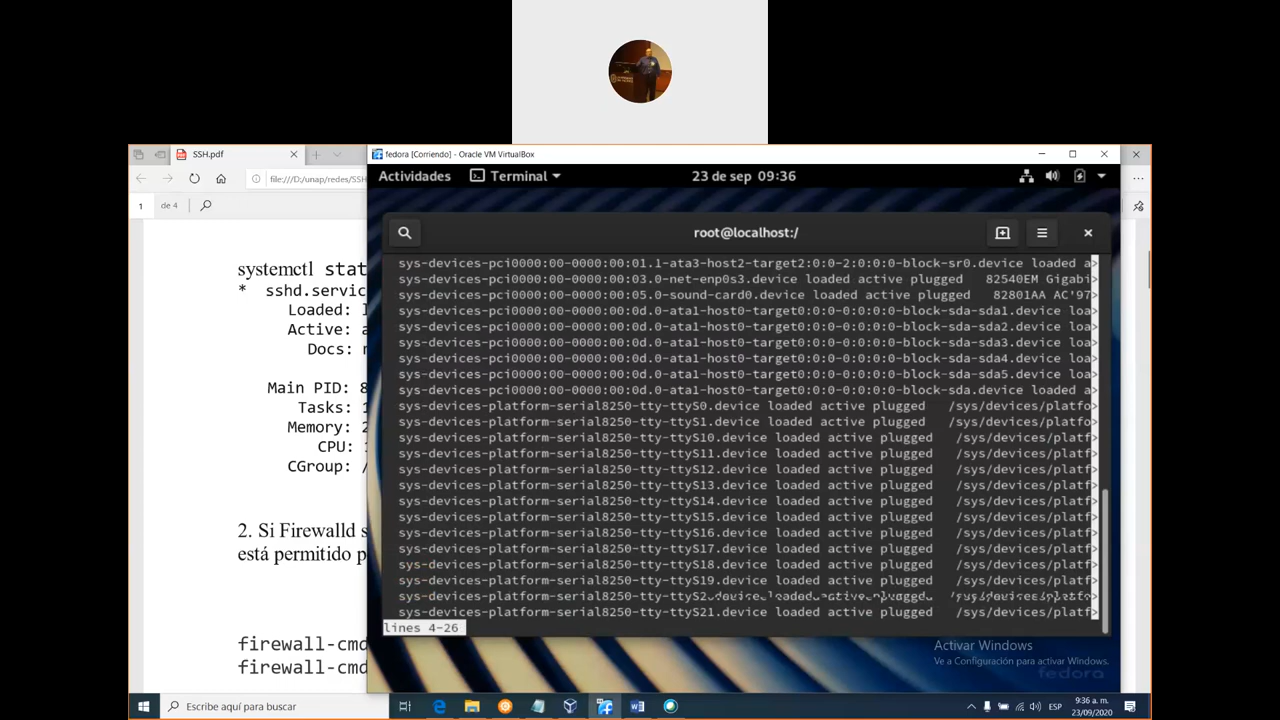 SSH.pdf
fedora [Corriendo] - Oracle VM VirtualBox
file:///D:/unap/redes/SSH
Actividades
Terminal
23 de sep 09:36
1 de 4
root@localhost:/
systemctl stat
* sshd.servic
Loaded: l
Active: a
Docs:
Main PID: 8
Tasks: 1
Memory: 2
CPU:
CGroup: /
2. Si Firewalld s
está permitido p
firewall-cmd
firewall-cmd
sys-devices-pci0000:00-0000:00:01.1-ata3-host2-target2:0:0-2:0:0:0-block-sr0.device loaded a>
sys-devices-pci0000:00-0000:00:03.0-net-enp0s3.device loaded active plugged 82540EM Gigabi>
sys-devices-pci0000:00-0000:00:05.0-sound-card0.device loaded active plugged 82801AA AC'97>
sys-devices-pci0000:00-0000:00:0d.0-ata1-host0-target0:0:0-0:0:0:0-block-sda-sda1.device loa>
sys-devices-pci0000:00-0000:00:0d.0-ata1-host0-target0:0:0-0:0:0:0-block-sda-sda2.device loa>
sys-devices-pci0000:00-0000:00:0d.0-ata1-host0-target0:0:0-0:0:0:0-block-sda-sda3.device loa>
sys-devices-pci0000:00-0000:00:0d.0-ata1-host0-target0:0:0-0:0:0:0-block-sda-sda4.device loa>
sys-devices-pci0000:00-0000:00:0d.0-ata1-host0-target0:0:0-0:0:0:0-block-sda-sda5.device loa>
sys-devices-pci0000:00-0000:00:0d.0-ata1-host0-target0:0:0-0:0:0:0-block-sda.device loaded a>
sys-devices-platform-serial8250-tty-ttyS0.device loaded active plugged /sys/devices/platfo>
sys-devices-platform-serial8250-tty-ttyS1.device loaded active plugged /sys/devices/platfo>
sys-devices-platform-serial8250-tty-ttyS10.device loaded active plugged /sys/devices/platf>
sys-devices-platform-serial8250-tty-ttyS11.device loaded active plugged /sys/devices/platf>
sys-devices-platform-serial8250-tty-ttyS12.device loaded active plugged /sys/devices/platf>
sys-devices-platform-serial8250-tty-ttyS13.device loaded active plugged /sys/devices/platf>
sys-devices-platform-serial8250-tty-ttyS14.device loaded active plugged /sys/devices/platf>
sys-devices-platform-serial8250-tty-ttyS15.device loaded active plugged /sys/devices/platf>
sys-devices-platform-serial8250-tty-ttyS16.device loaded active plugged /sys/devices/platf>
sys-devices-platform-serial8250-tty-ttyS17.device loaded active plugged /sys/devices/platf>
sys-devices-platform-serial8250-tty-ttyS18.device loaded active plugged /sys/devices/platf>
sys-devices-platform-serial8250-tty-ttyS19.device loaded active plugged /sys/devices/platf>
sys-devices-platform-serial8250-tty-ttyS21.device loaded active plugged /sys/devices/platf>
lines 4-26
Activar Windows
Ve a Configuración para activar Windows.
fedora
Escribe aquí para buscar
ESP
9:36 a. m.
23/09/2020